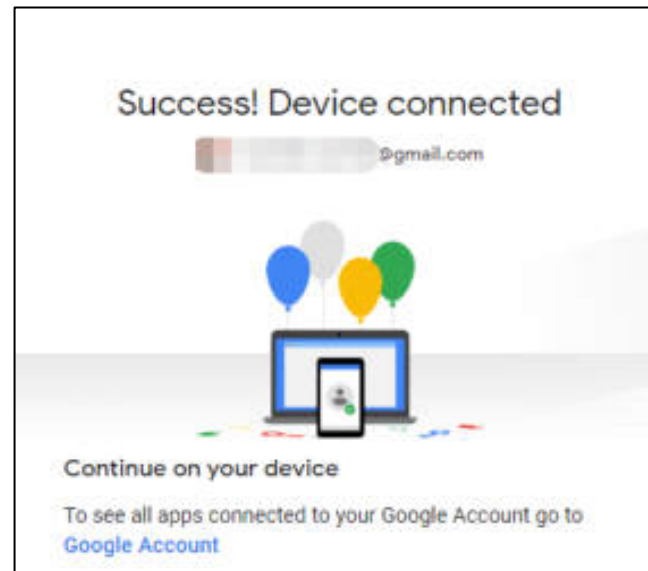 Success! Device connected
@gmail.com
Continue on your device
To see all apps connected to your Google Account go to
Google Account